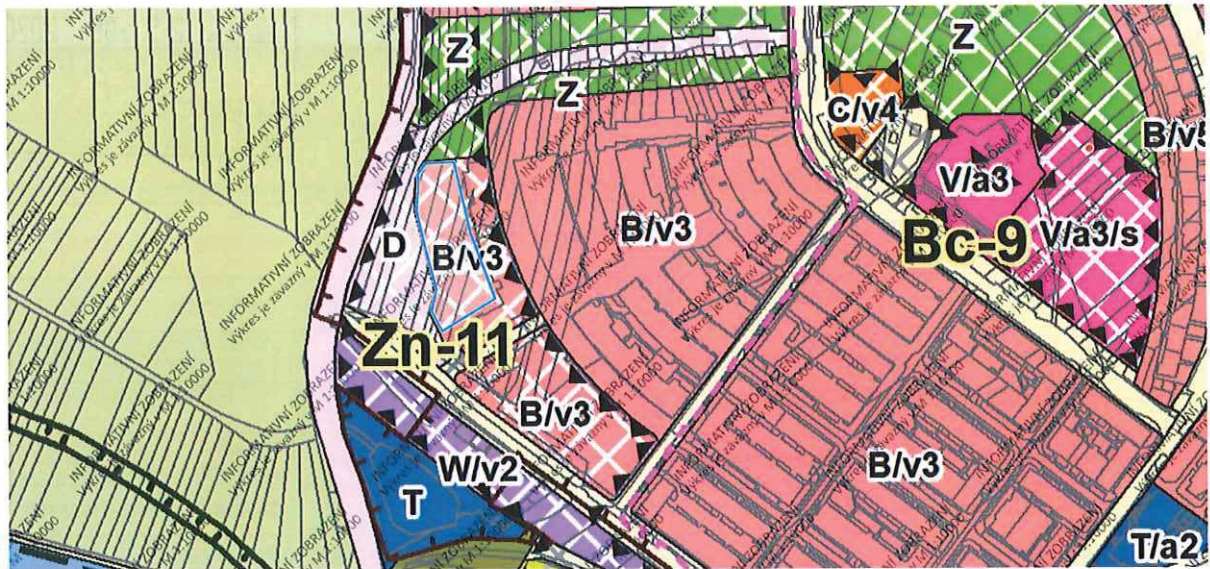 Z
Z
Z
C/v4
B/v5
V/a3
D
B/v3
B/v3
Bc-9
V/a3/s
Zn-11
B/v3
W/v2
B/v3
T
T/a2
INFORMATIVNÍ ZOBRAZENÍ
Výkres je závazný v M 1:10000